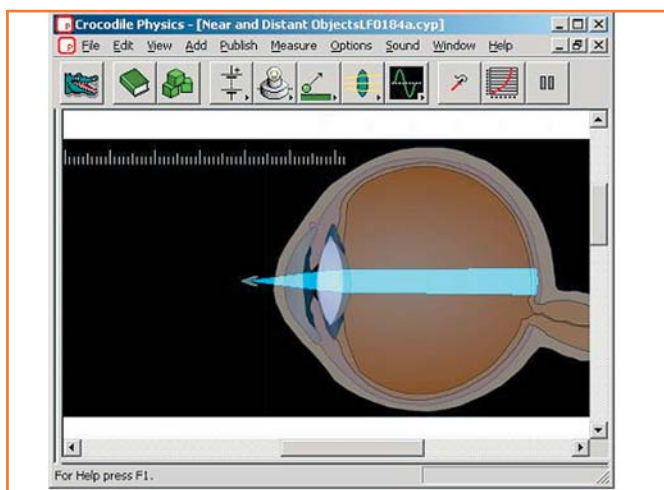 Crocodile Physics - [Near and Distant ObjectsLF0184a.cyp]
File Edit View Add Publish Measure Options Sound Window Help
For Help press F1.